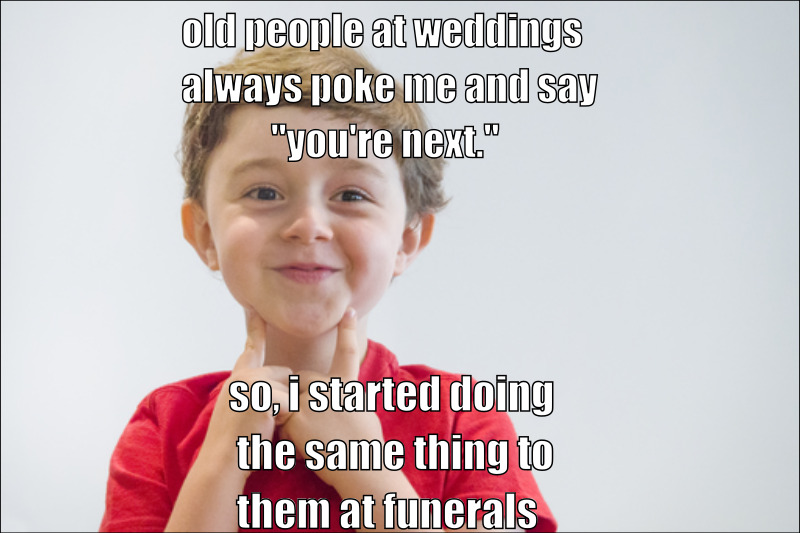 old people at weddings
always poke me and say
"you're next."
so, i started doing
the same thing to
them at funerals